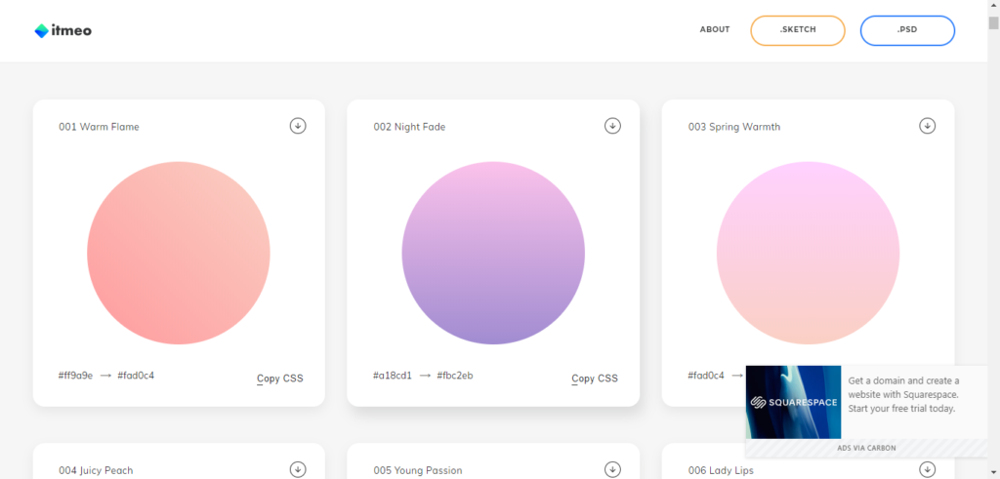 itmeo
ABOUT
.SKETCH
.PSD
001 Warm Flame
002 Night Fade
003 Spring Warmth
#ff9a9e → #fad0c4
Copy CSS
#a18cd1 → #fbc2eb
Copy CSS
#fad0c4 →
SQUARESPACE
Get a domain and create a
website with Squarespace.
Start your free trial today.
ADS VIA CARBON
004 Juicy Peach
005 Young Passion
006 Lady Lips